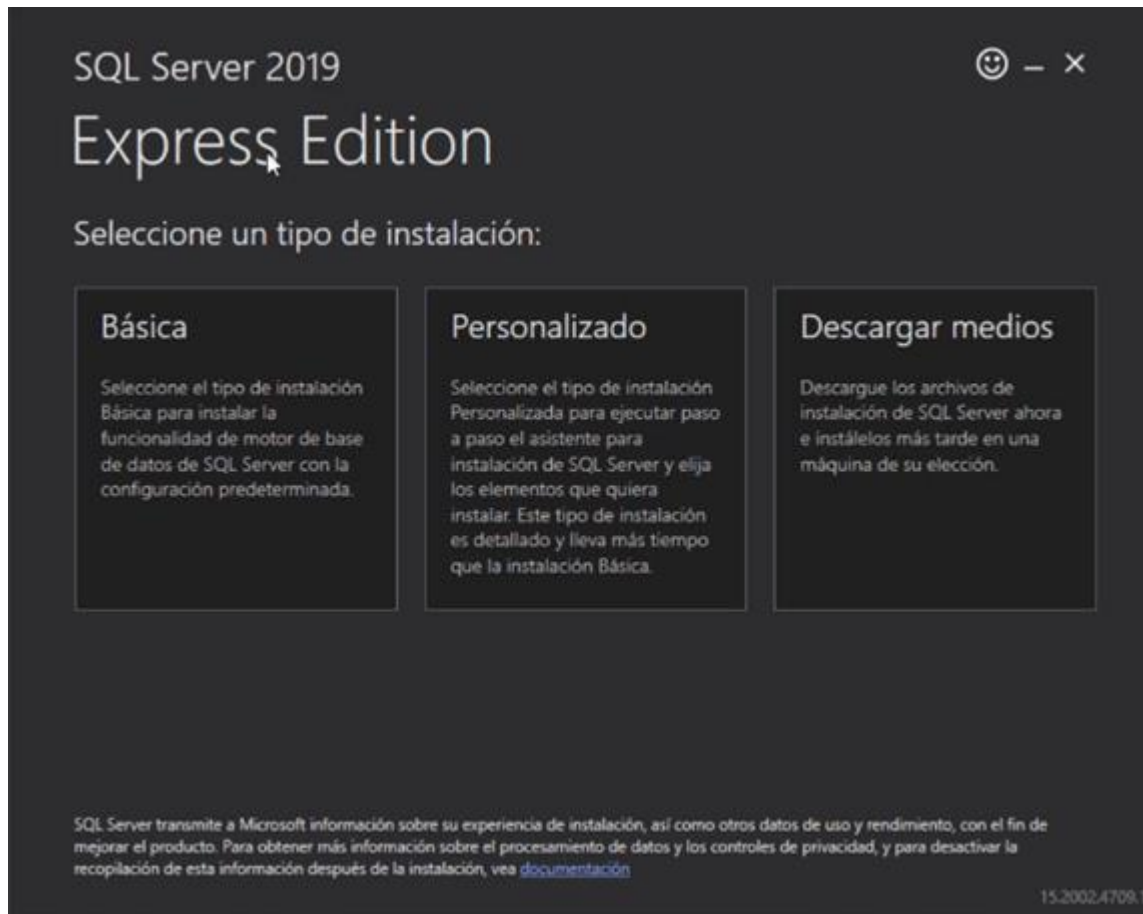 SQL Server 2019
Express Edition
Seleccione un tipo de instalación:
Básica
Seleccione el tipo de instalación
Básica para instalar la
funcionalidad de motor de base
de datos de SQL Server con la
configuración predeterminada.
Personalizado
Seleccione el tipo de instalación
Personalizada para ejecutar paso
a paso el asistente para
instalación de SQL Server y elija
los elementos que quiera
instalar. Este tipo de instalación
es detallado y lleva más tiempo
que la instalación Básica.
Descargar medios
Descargue los archivos de
instalación de SQL Server ahora
e instálelos más tarde en una
máquina de su elección.
SQL Server transmite a Microsoft información sobre su experiencia de instalación, así como otros datos de uso y rendimiento, con el fin de
mejorar el producto. Para obtener más información sobre el procesamiento de datos y los controles de privacidad, y para desactivar la
recopilación de esta información después de la instalación, vea documentación
15.2002.4709.1